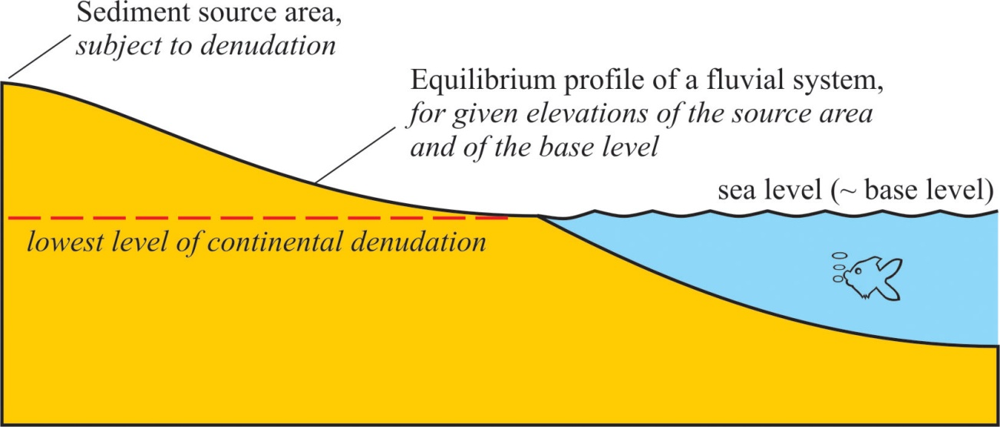 Sediment source area,
subject to denudation
Equilibrium profile of a fluvial system,
for given elevations of the source area
and of the base level
sea level (~ base level)
lowest level of continental denudation